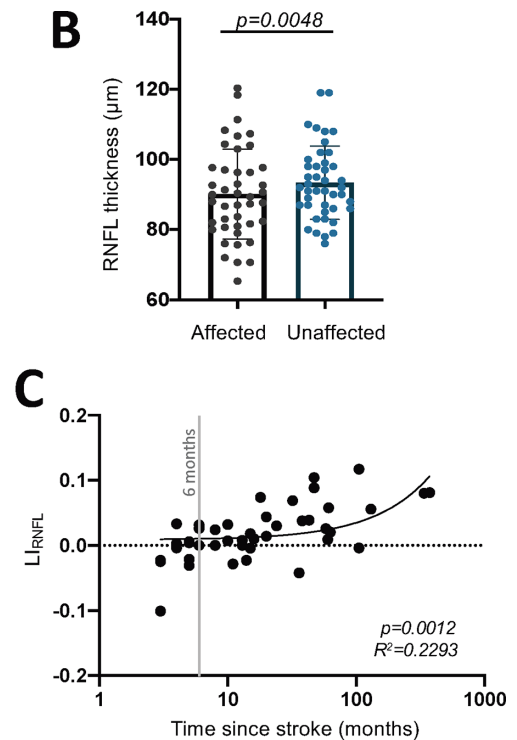 B
p=0.0048
RNFL thickness (μm)
140
120
100
80
60
Affected
Unaffected
C
LIRNFL
0.2
0.1
0.0
-0.1
-0.2
6 months
p=0.0012
R²=0.2293
1
10
100
1000
Time since stroke (months)